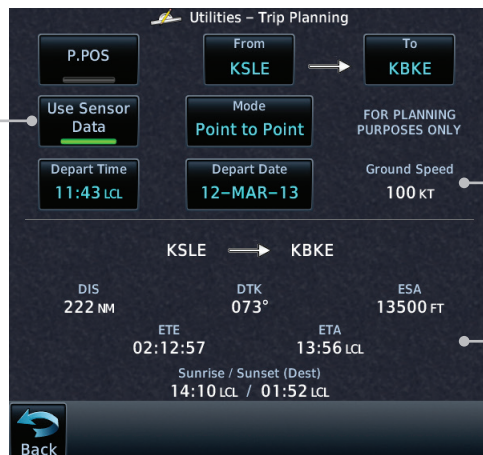 Utilities – Trip Planning
P.POS
From
KSLE
To
KBKE
Use Sensor
Data
Mode
Point to Point
FOR PLANNING
PURPOSES ONLY
Depart Time
11:43 LCL
Depart Date
12–MAR–13
Ground Speed
100 KT
KSLE
KBKE
DIS
222 NM
DTK
073°
ESA
13500 FT
ETE
02:12:57
ETA
13:56 LCL
Sunrise / Sunset (Dest)
14:10 LCL / 01:52 LCL
Back